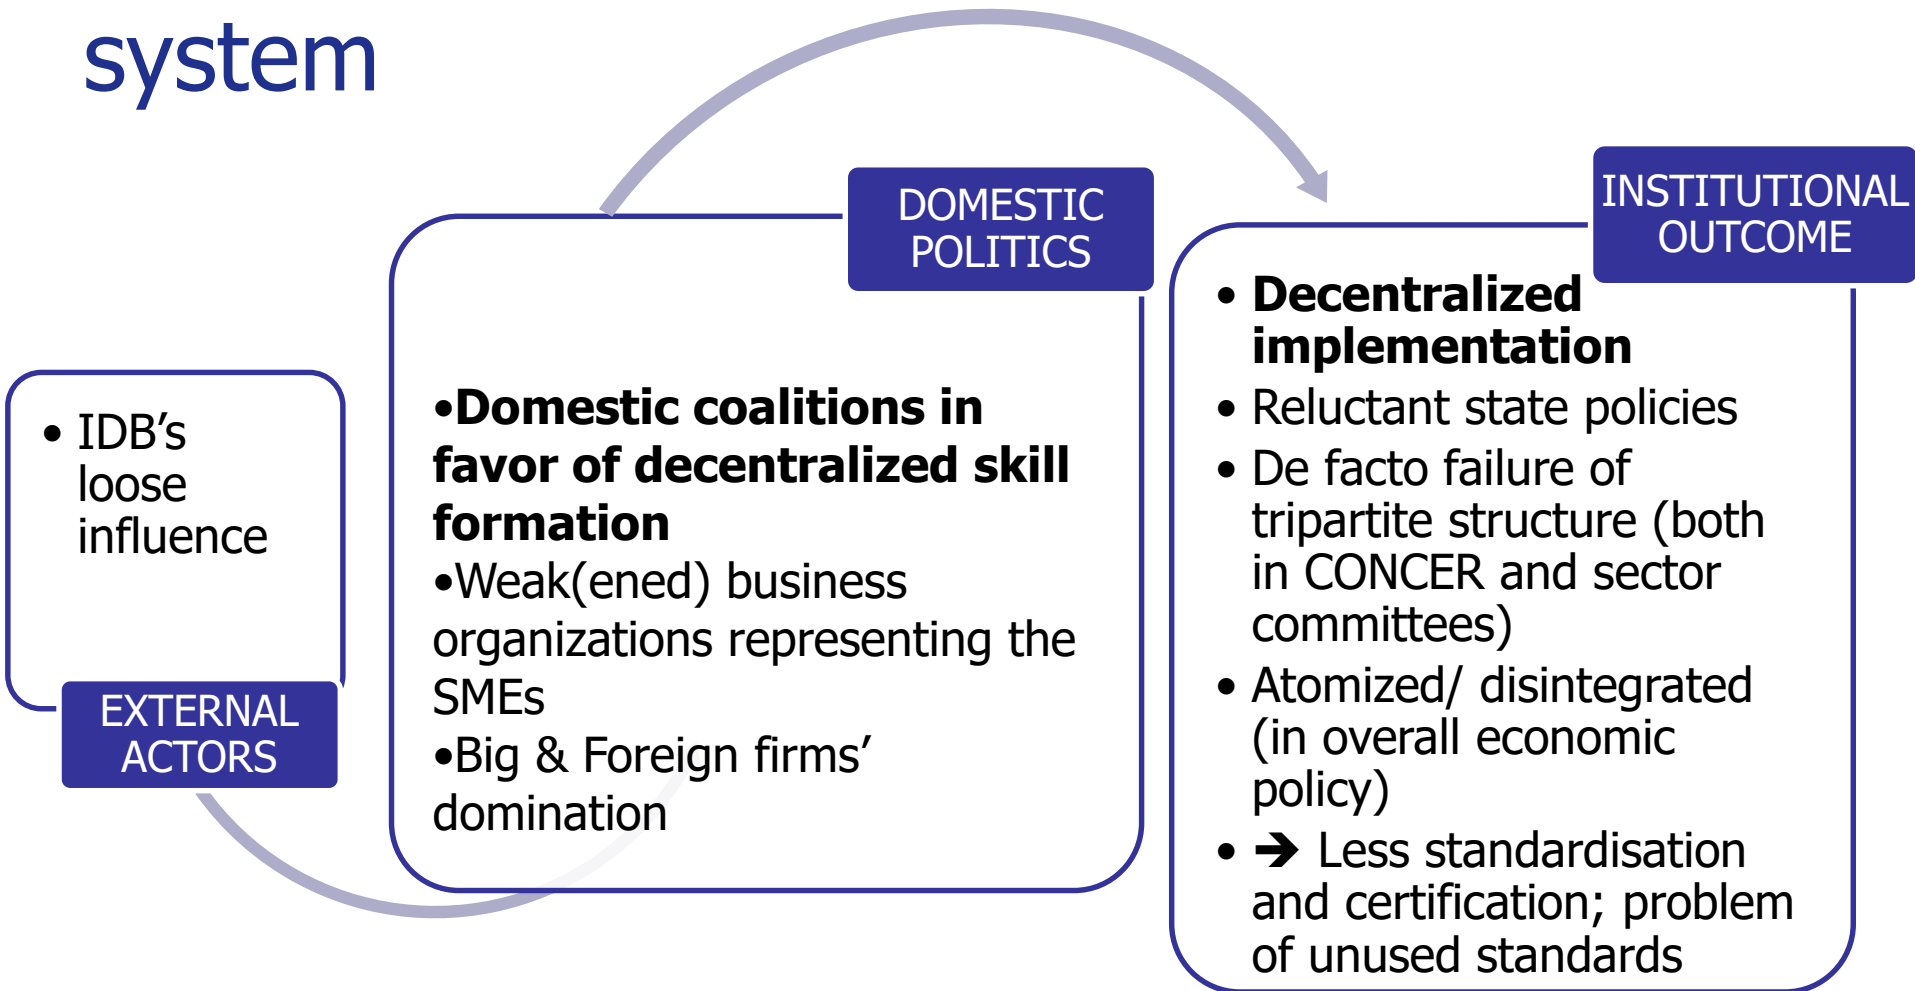 system
• IDB’s
loose
influence
EXTERNAL
ACTORS
DOMESTIC
POLITICS
•Domestic coalitions in
favor of decentralized skill
formation
•Weak(ened) business
organizations representing the
SMEs
•Big & Foreign firms’
domination
INSTITUTIONAL
OUTCOME
• Decentralized
implementation
• Reluctant state policies
• De facto failure of
tripartite structure (both
in CONCER and sector
committees)
• Atomized/ disintegrated
(in overall economic
policy)
• ➔ Less standardisation
and certification; problem
of unused standards